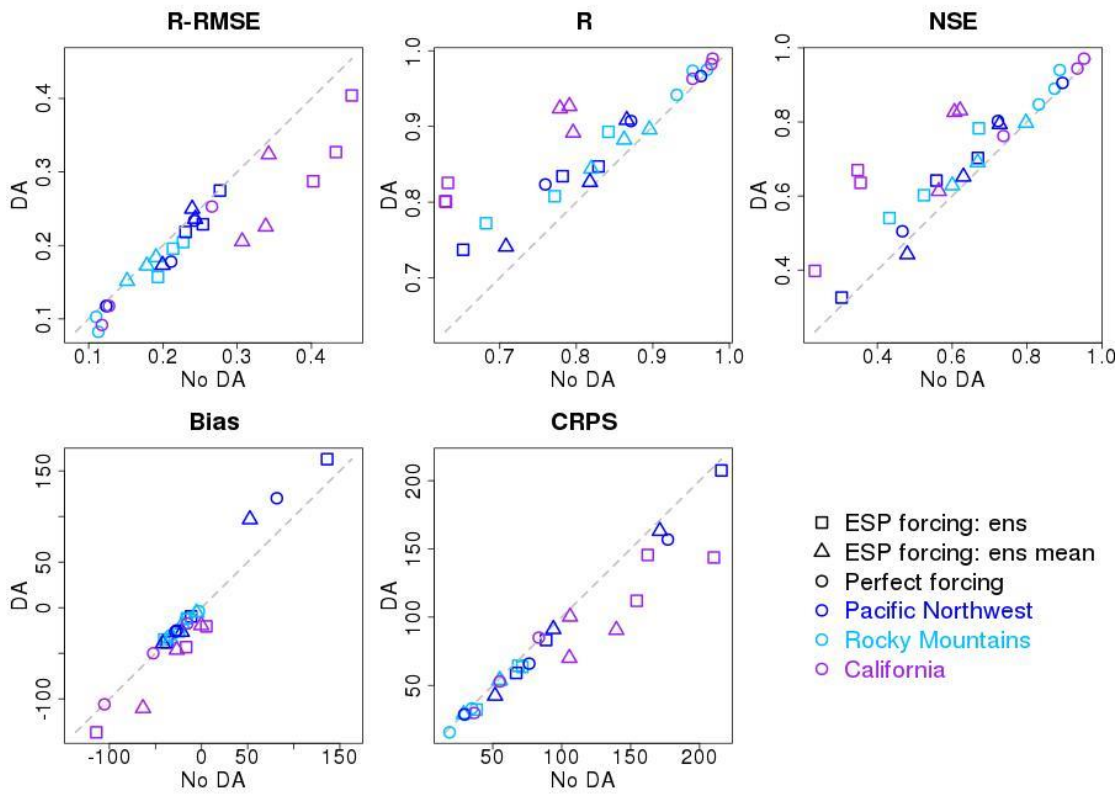 R-RMSE
R
NSE
DA
0.1 0.2 0.3 0.4
0.1 0.2 0.3 0.4
No DA
DA
0.7 0.8 0.9 1.0
0.7 0.8 0.9 1.0
No DA
DA
0.4 0.6 0.8 1.0
0.4 0.6 0.8 1.0
No DA
Bias
CRPS
DA
-100 0 50 150
-100 0 50 150
No DA
DA
50 100 150 200
50 100 150 200
No DA
ESP forcing: ens
ESP forcing: ens mean
Perfect forcing
Pacific Northwest
Rocky Mountains
California